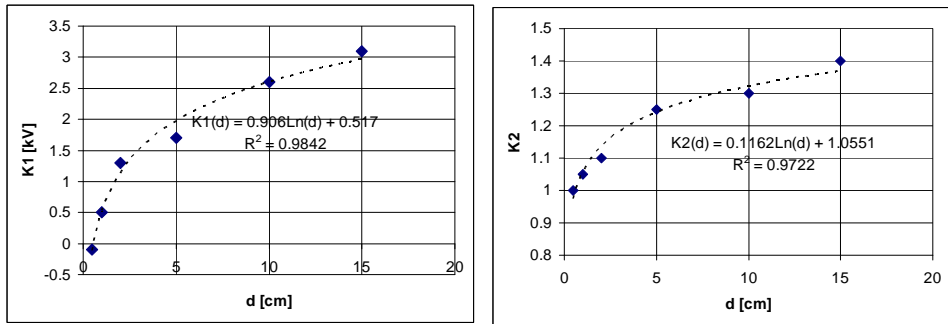 3.5
3
2.5
2
1.5
1
0.5
0
-0.5
K1 [kV]
K1(d) = 0.906Ln(d) + 0.517
R² = 0.9842
0 5 10 15 20
d [cm]
1.4
1.3
1.2
1.1
1
0.9
0.8
K2
K2(d) = 0.1162Ln(d) + 1.0551
R² = 0.9722
0 5 10 15 20
d [cm]